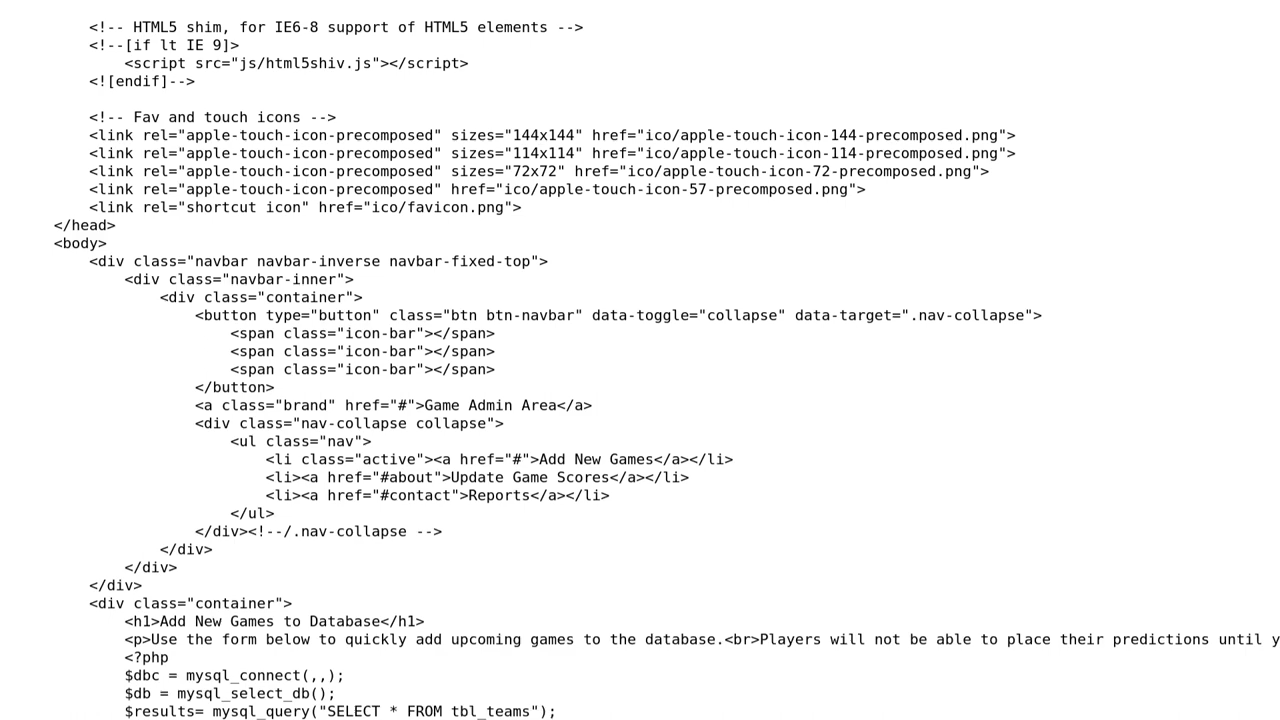 <!-- HTML5 shim, for IE6-8 support of HTML5 elements -->
<!--[if lt IE 9]>
<script src="js/html5shiv.js"></script>
<![endif]-->
<!-- Fav and touch icons -->
<link rel="apple-touch-icon-precomposed" sizes="144x144" href="ico/apple-touch-icon-144-precomposed.png">
<link rel="apple-touch-icon-precomposed" sizes="114x114" href="ico/apple-touch-icon-114-precomposed.png">
<link rel="apple-touch-icon-precomposed" sizes="72x72" href="ico/apple-touch-icon-72-precomposed.png">
<link rel="apple-touch-icon-precomposed" href="ico/apple-touch-icon-57-precomposed.png">
<link rel="shortcut icon" href="ico/favicon.png">
</head>
<body>
<div class="navbar navbar-inverse navbar-fixed-top">
<div class="navbar-inner">
<div class="container">
<button type="button" class="btn btn-navbar" data-toggle="collapse" data-target=".nav-collapse">
<span class="icon-bar"></span>
<span class="icon-bar"></span>
<span class="icon-bar"></span>
</button>
<a class="brand" href="#">Game Admin Area</a>
<div class="nav-collapse collapse">
<ul class="nav">
<li class="active"><a href="#">Add New Games</a></li>
<li><a href="#about">Update Game Scores</a></li>
<li><a href="#contact">Reports</a></li>
</ul>
</div><!--/.nav-collapse -->
</div>
</div>
</div>
<div class="container">
<h1>Add New Games to Database</h1>
<p>Use the form below to quickly add upcoming games to the database.<br>Players will not be able to place their predictions until y
<?php
$dbc = mysql_connect(,,);
$db = mysql_select_db();
$results= mysql_query("SELECT * FROM tbl_teams");